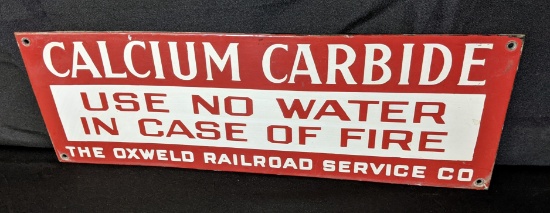 CALCIUM CARBIDE
USE NO WATER
IN CASE OF FIRE
THE OXWELD RAILROAD SERVICE CO